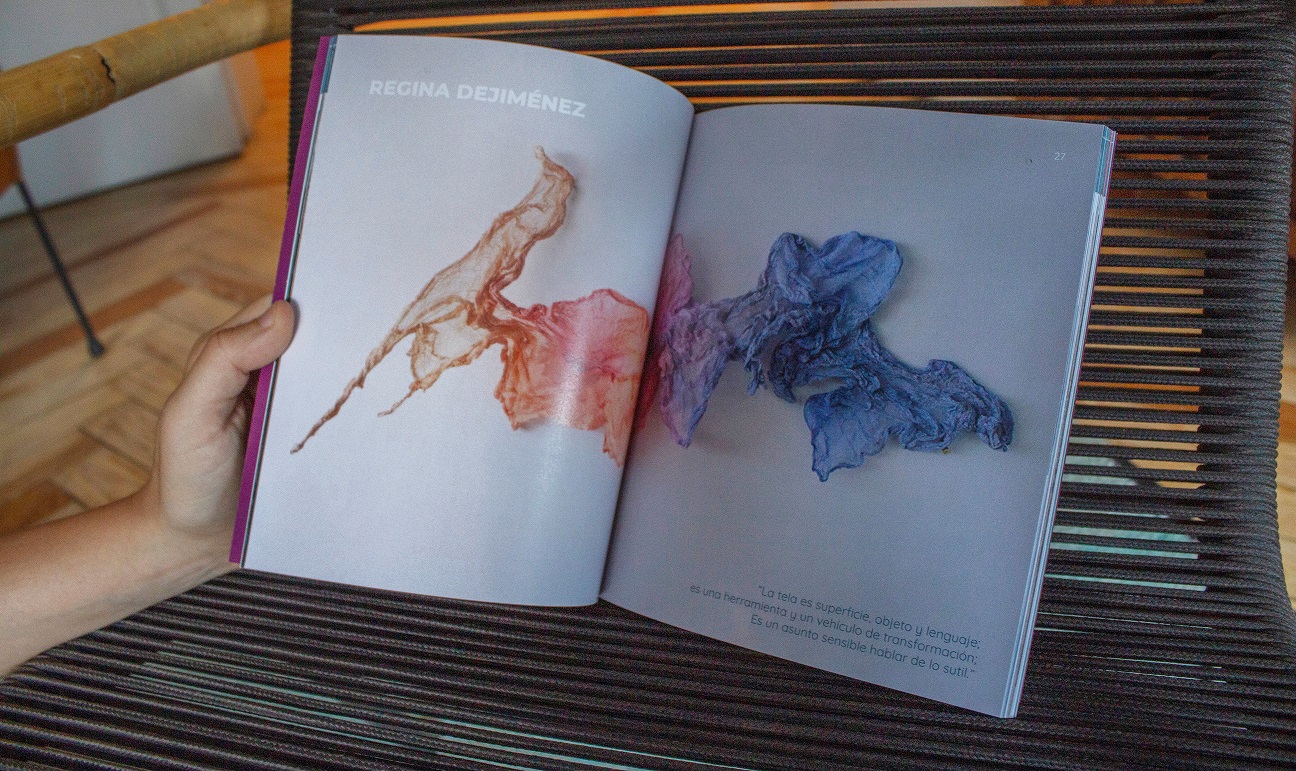 REGINA DEJIMÉNEZ
27
"La tela es superficie, objeto y lenguaje;
es una herramienta y un vehículo de transformación;
Es un asunto sensible hablar de lo sutil."